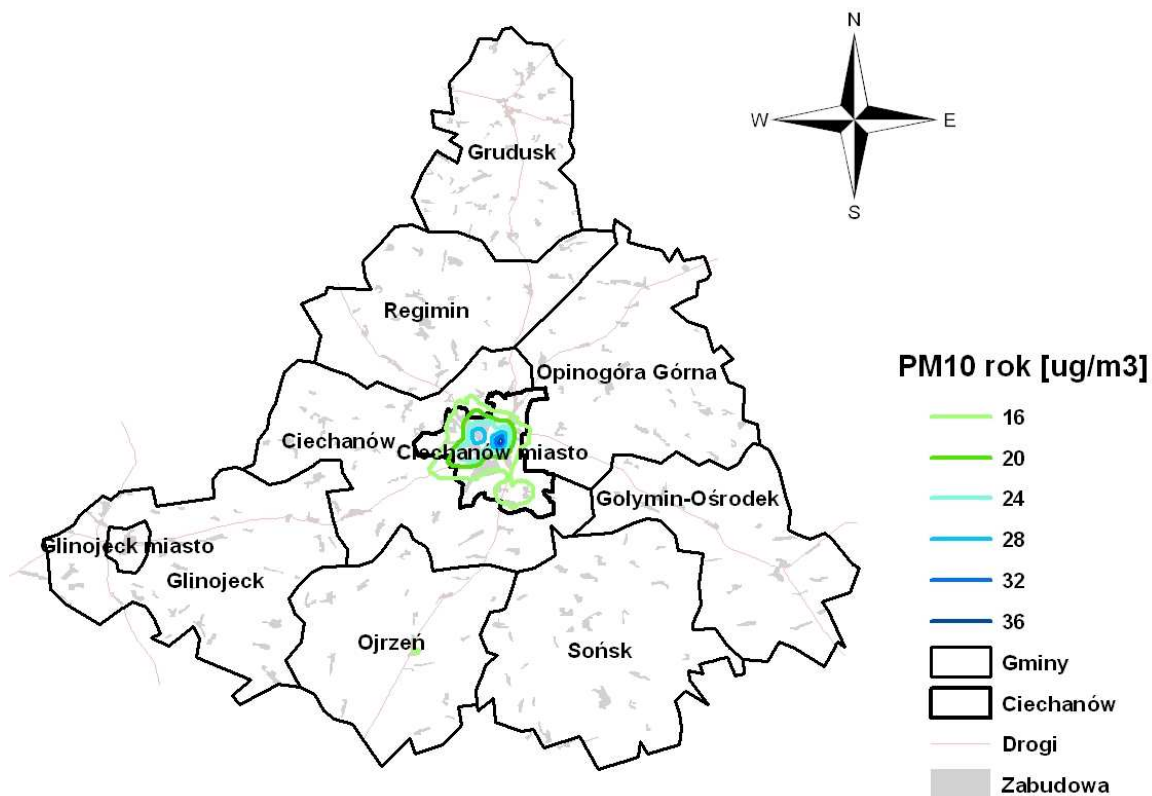 N
W
E
S
Grudusk
Regimin
Opinogóra Górna
Ciechanów
Ciechanów miasto
Gołymin-Ośrodek
Glinojeck miasto
Glinojeck
Ojrzeń
Sońsk
PM10 rok [ug/m3]
16
20
24
28
32
36
Gminy
Ciechanów
Drogi
Zabudowa